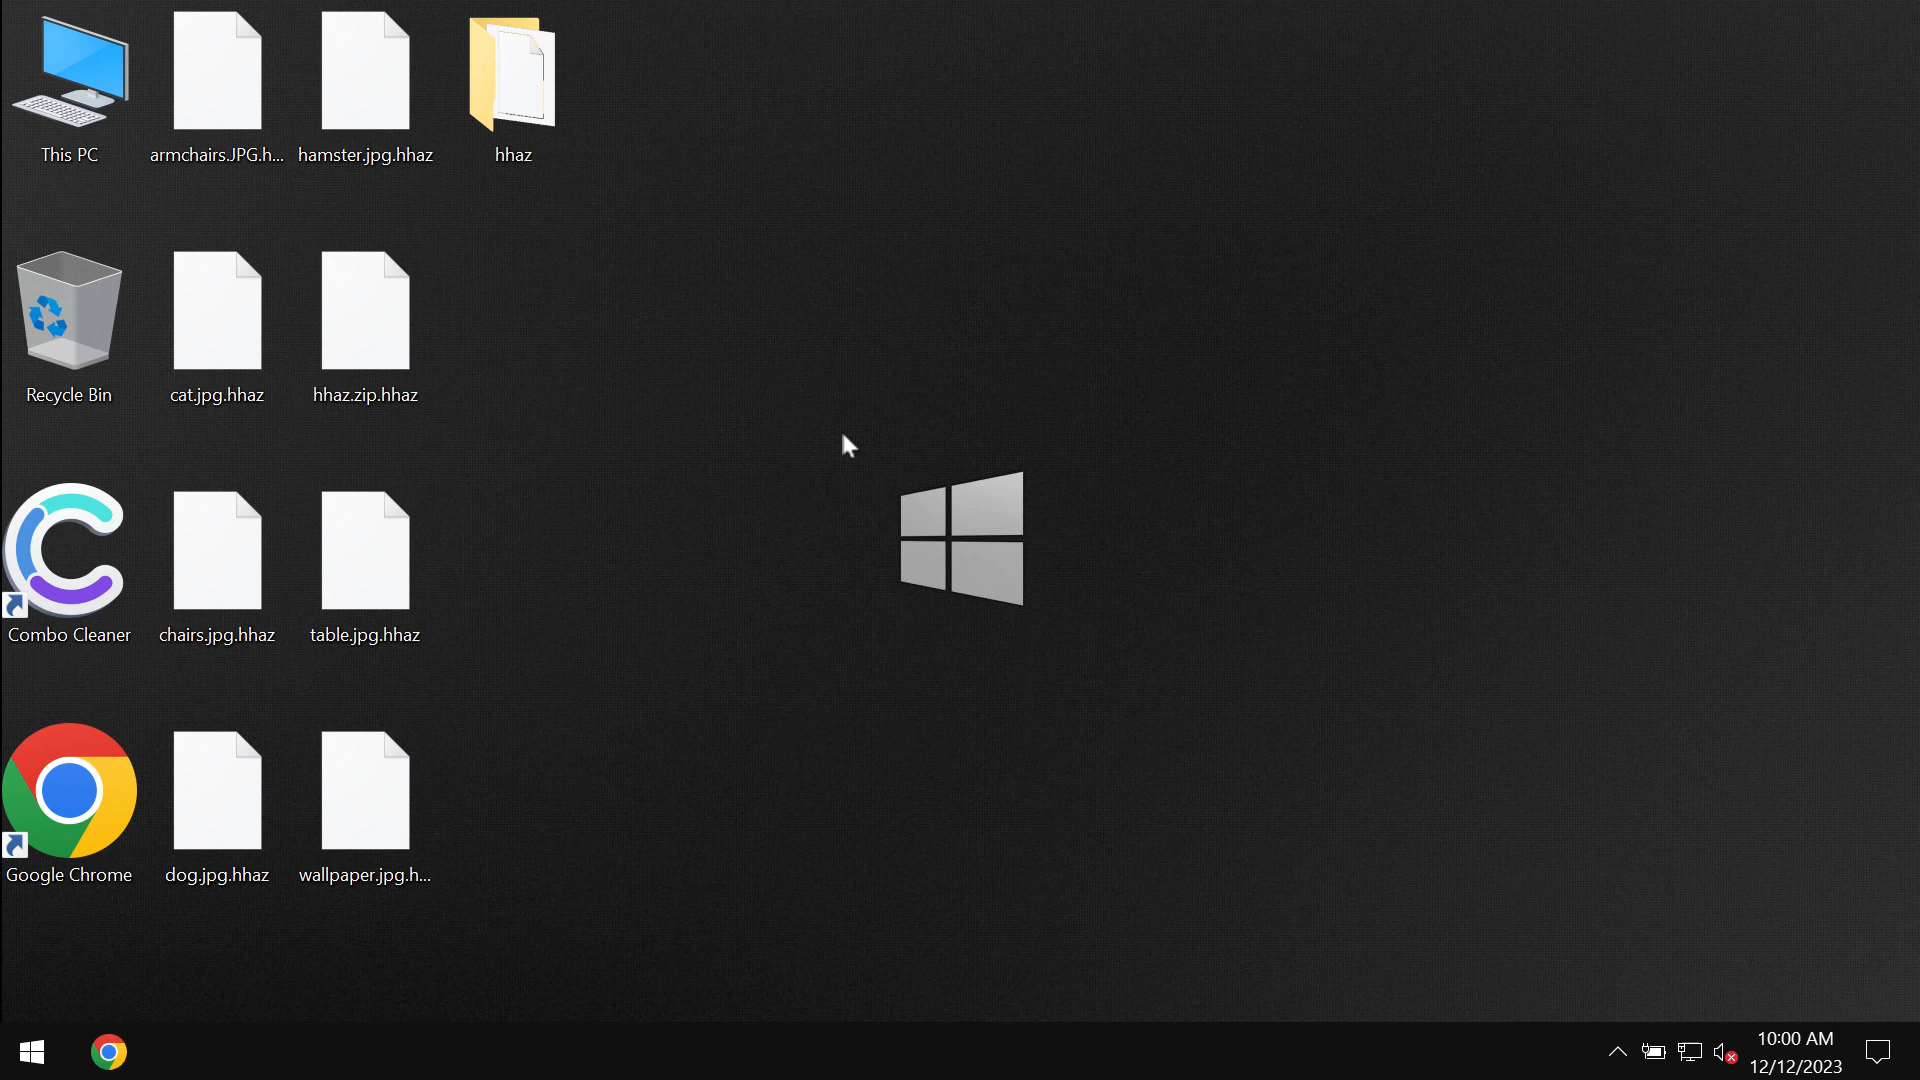 This PC
armchairs.JPG.h...
hamster.jpg.hhaz
hhaz
Recycle Bin
cat.jpg.hhaz
hhaz.zip.hhaz
Combo Cleaner
chairs.jpg.hhaz
table.jpg.hhaz
Google Chrome
dog.jpg.hhaz
wallpaper.jpg.h...
10:00 AM
12/12/2023